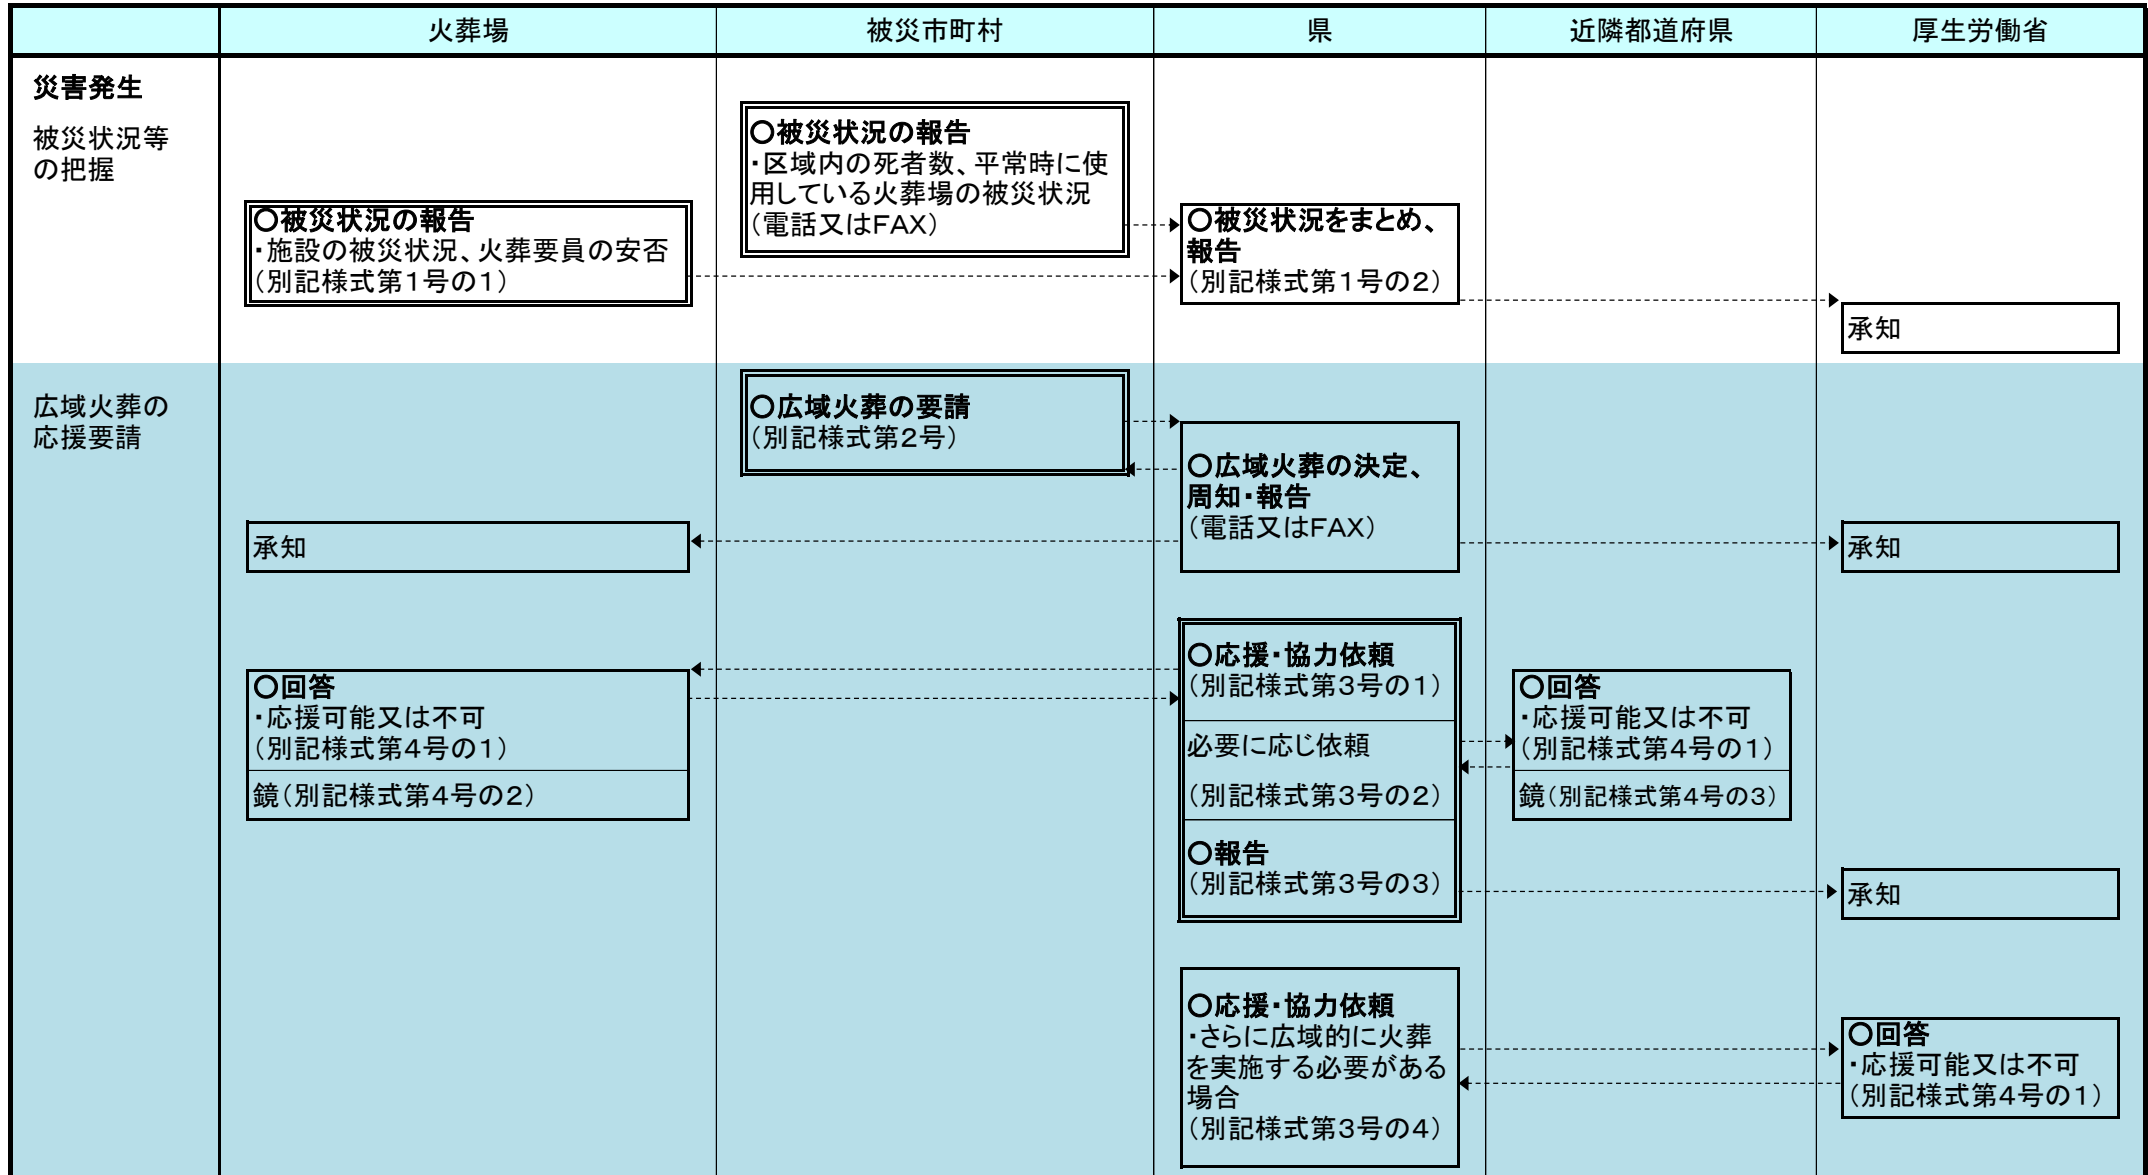 火葬場
被災市町村
県
近隣都道府県
厚生労働省
災害発生
被災状況等
の把握
○被災状況の報告
・区域内の死者数、平常時に使
用している火葬場の被災状況
（電話又はFAX）
○被災状況の報告
・施設の被災状況、火葬要員の安否
（別記様式第１号の１）
○被災状況をまとめ、
報告
（別記様式第１号の２）
承知
広域火葬の
応援要請
○広域火葬の要請
（別記様式第２号）
○広域火葬の決定、
周知・報告
（電話又はFAX）
承知
承知
○応援・協力依頼
（別記様式第３号の１）
必要に応じ依頼
（別記様式第３号の２）
○報告
（別記様式第３号の３）
○回答
・応援可能又は不可
（別記様式第４号の１）
鏡（別記様式第４号の２）
○回答
・応援可能又は不可
（別記様式第４号の１）
鏡（別記様式第４号の３）
承知
○応援・協力依頼
・さらに広域的に火葬
を実施する必要がある
場合
（別記様式第３号の４）
○回答
・応援可能又は不可
（別記様式第４号の１）